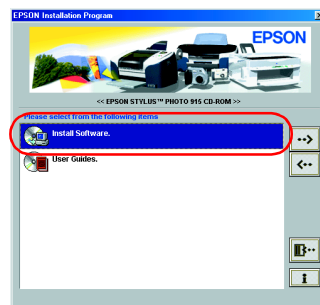 EPSON Installation Program
EPSON
<< EPSON STYLUS™ PHOTO 915 CD-ROM >>
Please select from the following items
Install Software.
User Guides.